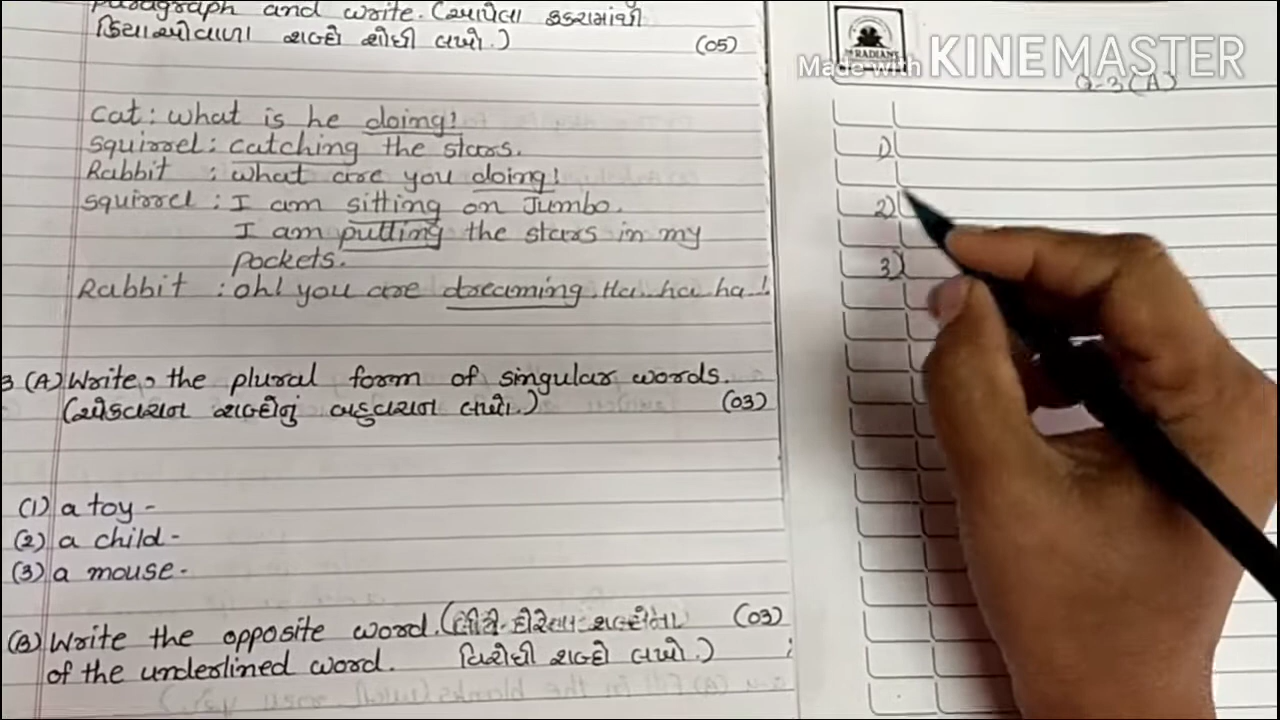 paragraph and write. (આપેલા ફકરામાંથી
ક્રિયાઓવાળા શબ્દો શોધી લખો.) (05)
Cat : what is he doing!
squirrel : catching the stars.
Rabbit : what are you doing!
squirrel : I am sitting on Jumbo.
I am putting the stars in my
pockets.
Rabbit : oh! you are dreaming. Ha. ha. ha !
3 (A) Write the plural form of singular words.
(એકવચન શબ્દોનું બહુવચન લખો.) (03)
(1) a toy -
(2) a child -
(3) a mouse -
(B) Write the opposite word. (નીચે દોરેલા શબ્દોના (03)
of the underlined word. વિરોધી શબ્દો લખો.)
RADIANT
Made with KINEMASTER
Q-3(A)
1)
2)
3)